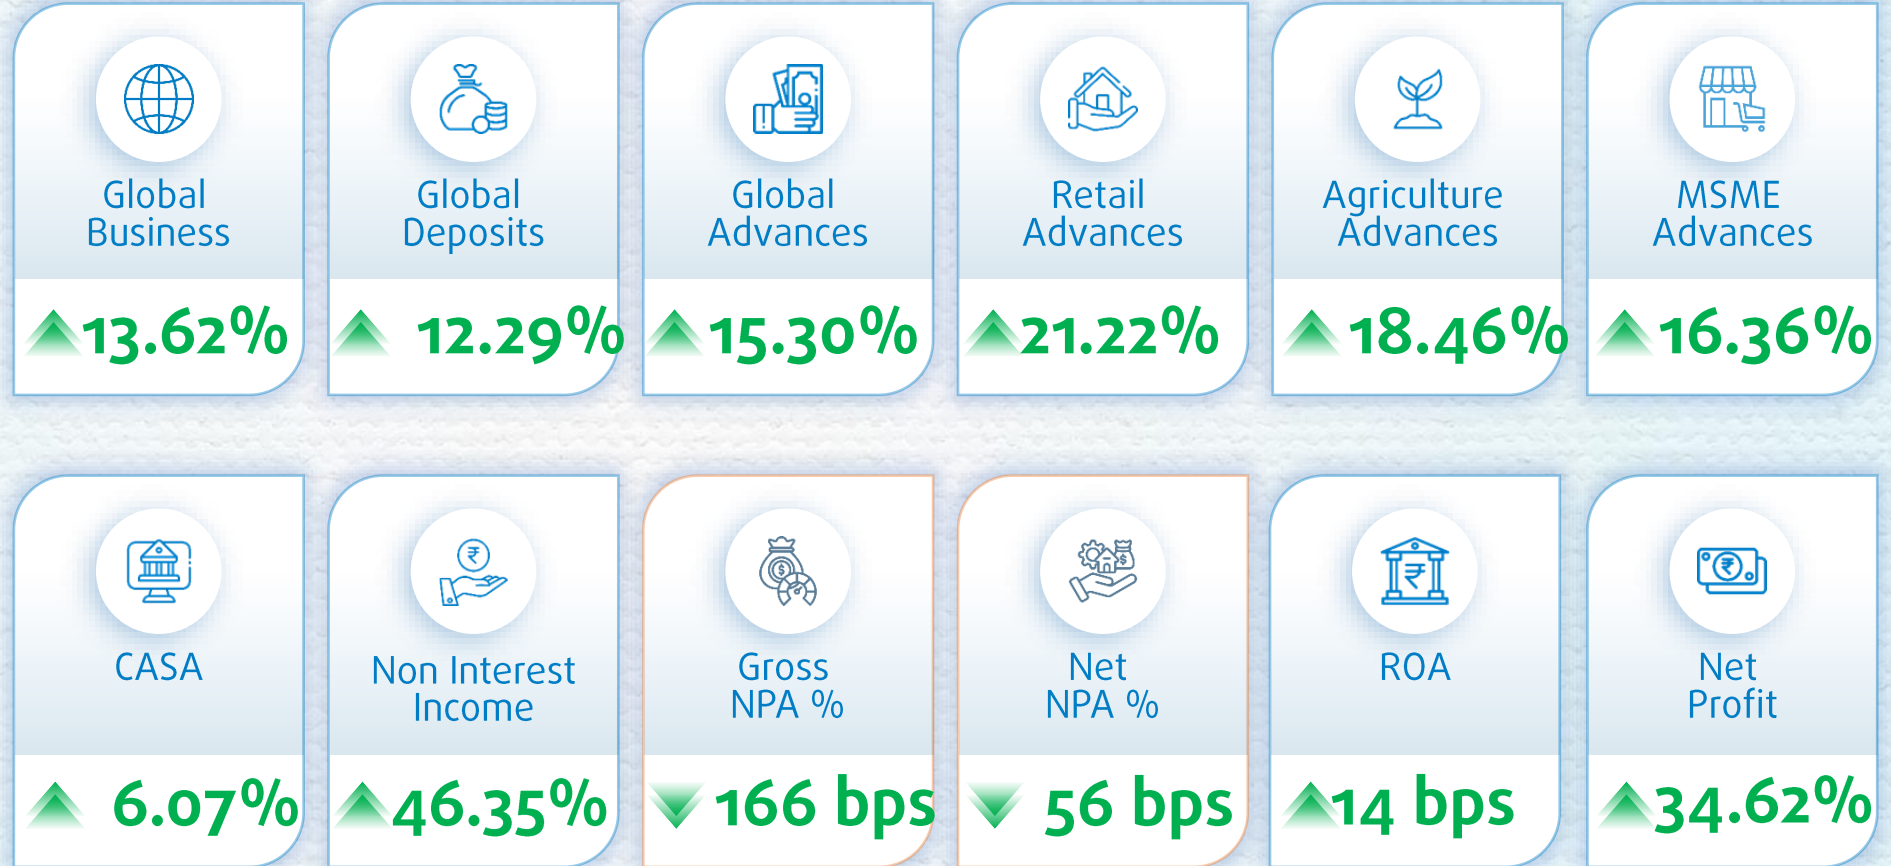 Global
Business
13.62%
Global
Deposits
12.29%
Global
Advances
15.30%
Retail
Advances
21.22%
Agriculture
Advances
18.46%
MSME
Advances
16.36%
CASA
6.07%
₹
Non Interest
Income
46.35%
$
Gross
NPA %
166 bps
$
Net
NPA %
56 bps
₹
ROA
14 bps
₹
Net
Profit
34.62%